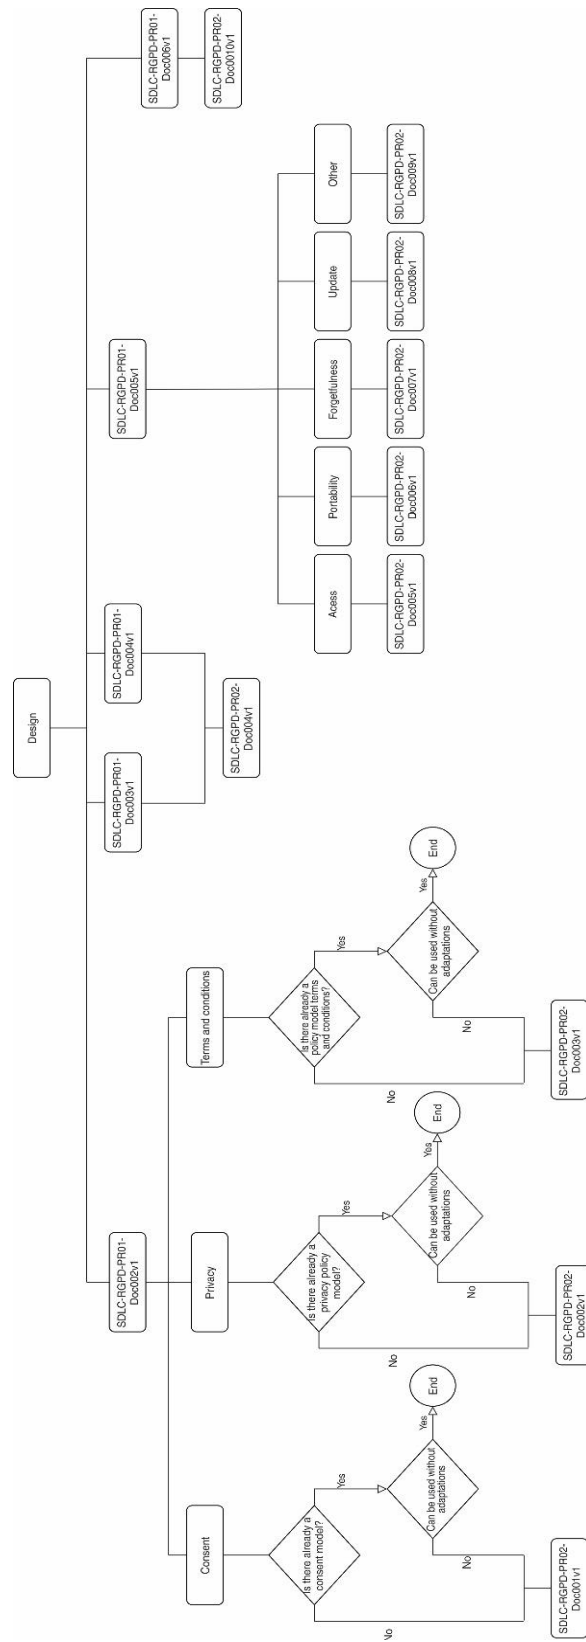 Design
SDLC-RGPD-PR01-
Doc002v1
SDLC-RGPD-PR01-
Doc003v1
SDLC-RGPD-PR01-
Doc004v1
SDLC-RGPD-PR01-
Doc005v1
SDLC-RGPD-PR01-
Doc006v1
Consent
Privacy
Terms and conditions
SDLC-RGPD-PR02-
Doc004v1
SDLC-RGPD-PR02-
Doc0010v1
Is there already a
consent model?
Yes
No
Can be used without
adaptations
Yes
End
No
SDLC-RGPD-PR02-
Doc001v1
Is there already a
privacy policy
model?
Yes
No
Can be used without
adaptations
Yes
End
No
SDLC-RGPD-PR02-
Doc002v1
Is there already a
policy model terms
and conditions?
Yes
No
Can be used without
adaptations
Yes
End
No
SDLC-RGPD-PR02-
Doc003v1
Acess
Portability
Forgetfulness
Update
Other
SDLC-RGPD-PR02-
Doc005v1
SDLC-RGPD-PR02-
Doc006v1
SDLC-RGPD-PR02-
Doc007v1
SDLC-RGPD-PR02-
Doc008v1
SDLC-RGPD-PR02-
Doc009v1